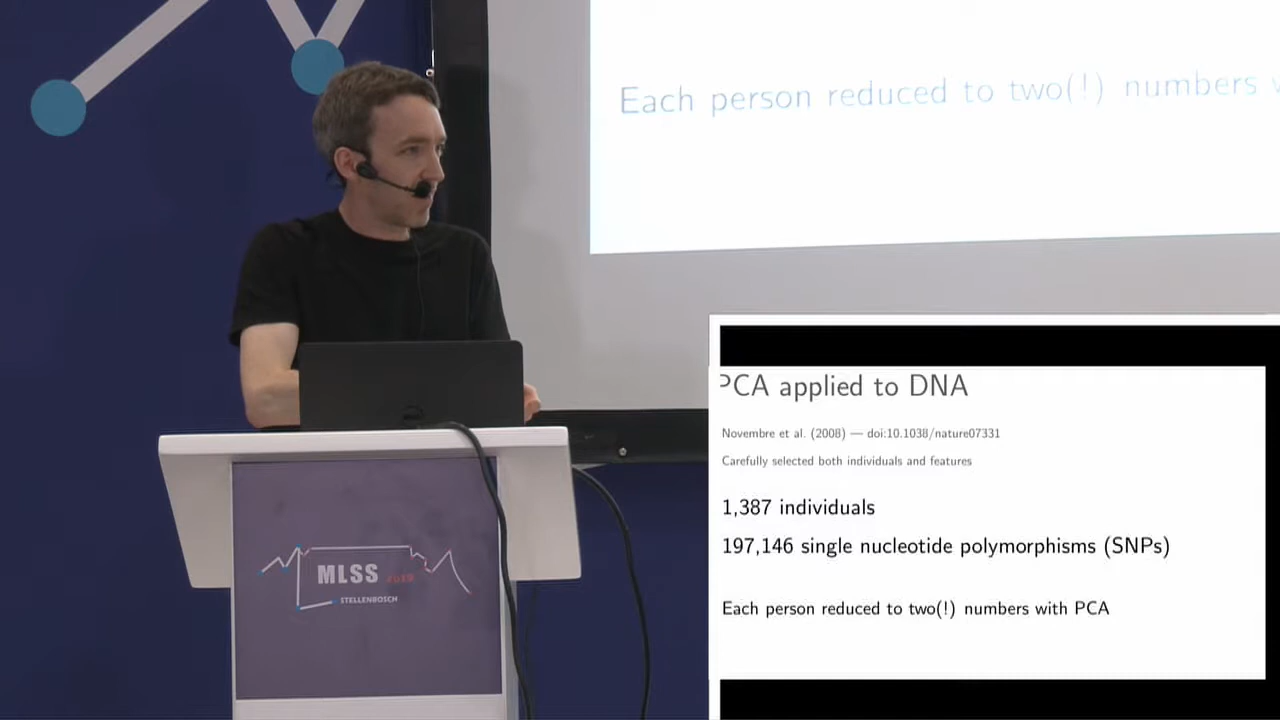 Each person reduced to two(!) numbers
PCA applied to DNA
Novembre et al. (2008) — doi:10.1038/nature07331
Carefully selected both individuals and features
1,387 individuals
197,146 single nucleotide polymorphisms (SNPs)
Each person reduced to two(!) numbers with PCA
MLSS 2019
STELLENBOSCH